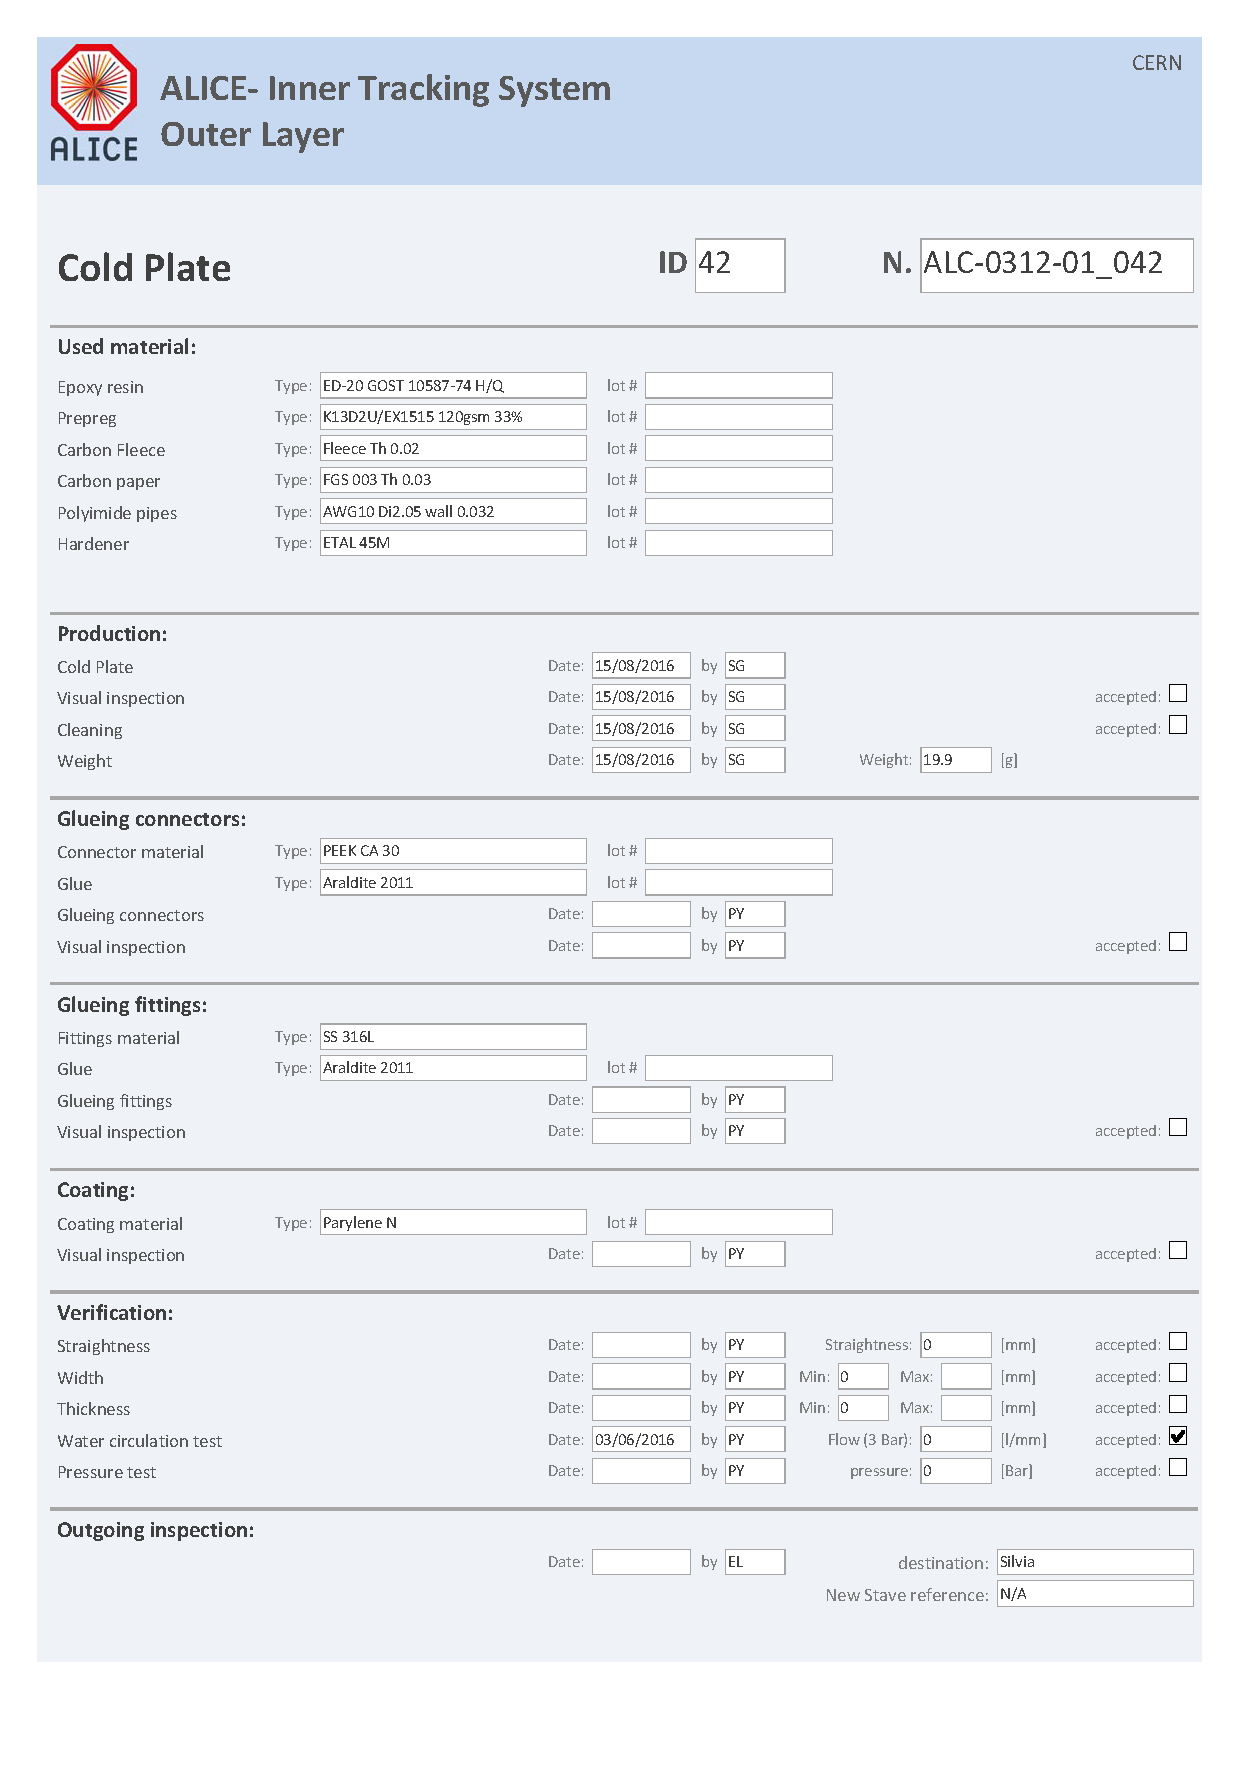 CERN
ALICE
ALICE- Inner Tracking System
Outer Layer
Cold Plate ID 42 N. ALC-0312-01_042
Used material:
Epoxy resin Type: ED-20 GOST 10587-74 H/Q lot #
Prepreg Type: K13D2U/EX1515 120gsm 33% lot #
Carbon Fleece Type: Fleece Th 0.02 lot #
Carbon paper Type: FGS 003 Th 0.03 lot #
Polyimide pipes Type: AWG10 Di2.05 wall 0.032 lot #
Hardener Type: ETAL 45M lot #
Production:
Cold Plate Date: 15/08/2016 by SG
Visual inspection Date: 15/08/2016 by SG accepted:
Cleaning Date: 15/08/2016 by SG accepted:
Weight Date: 15/08/2016 by SG Weight: 19.9 [g]
Glueing connectors:
Connector material Type: PEEK CA 30 lot #
Glue Type: Araldite 2011 lot #
Glueing connectors Date: by PY
Visual inspection Date: by PY accepted:
Glueing fittings:
Fittings material Type: SS 316L
Glue Type: Araldite 2011 lot #
Glueing fittings Date: by PY
Visual inspection Date: by PY accepted:
Coating:
Coating material Type: Parylene N lot #
Visual inspection Date: by PY accepted:
Verification:
Straightness Date: by PY Straightness: 0 [mm] accepted:
Width Date: by PY Min: 0 Max: [mm] accepted:
Thickness Date: by PY Min: 0 Max: [mm] accepted:
Water circulation test Date: 03/06/2016 by PY Flow (3 Bar): 0 [l/mm] accepted: ✔
Pressure test Date: by PY pressure: 0 [Bar] accepted:
Outgoing inspection:
Date: by EL destination: Silvia
New Stave reference: N/A